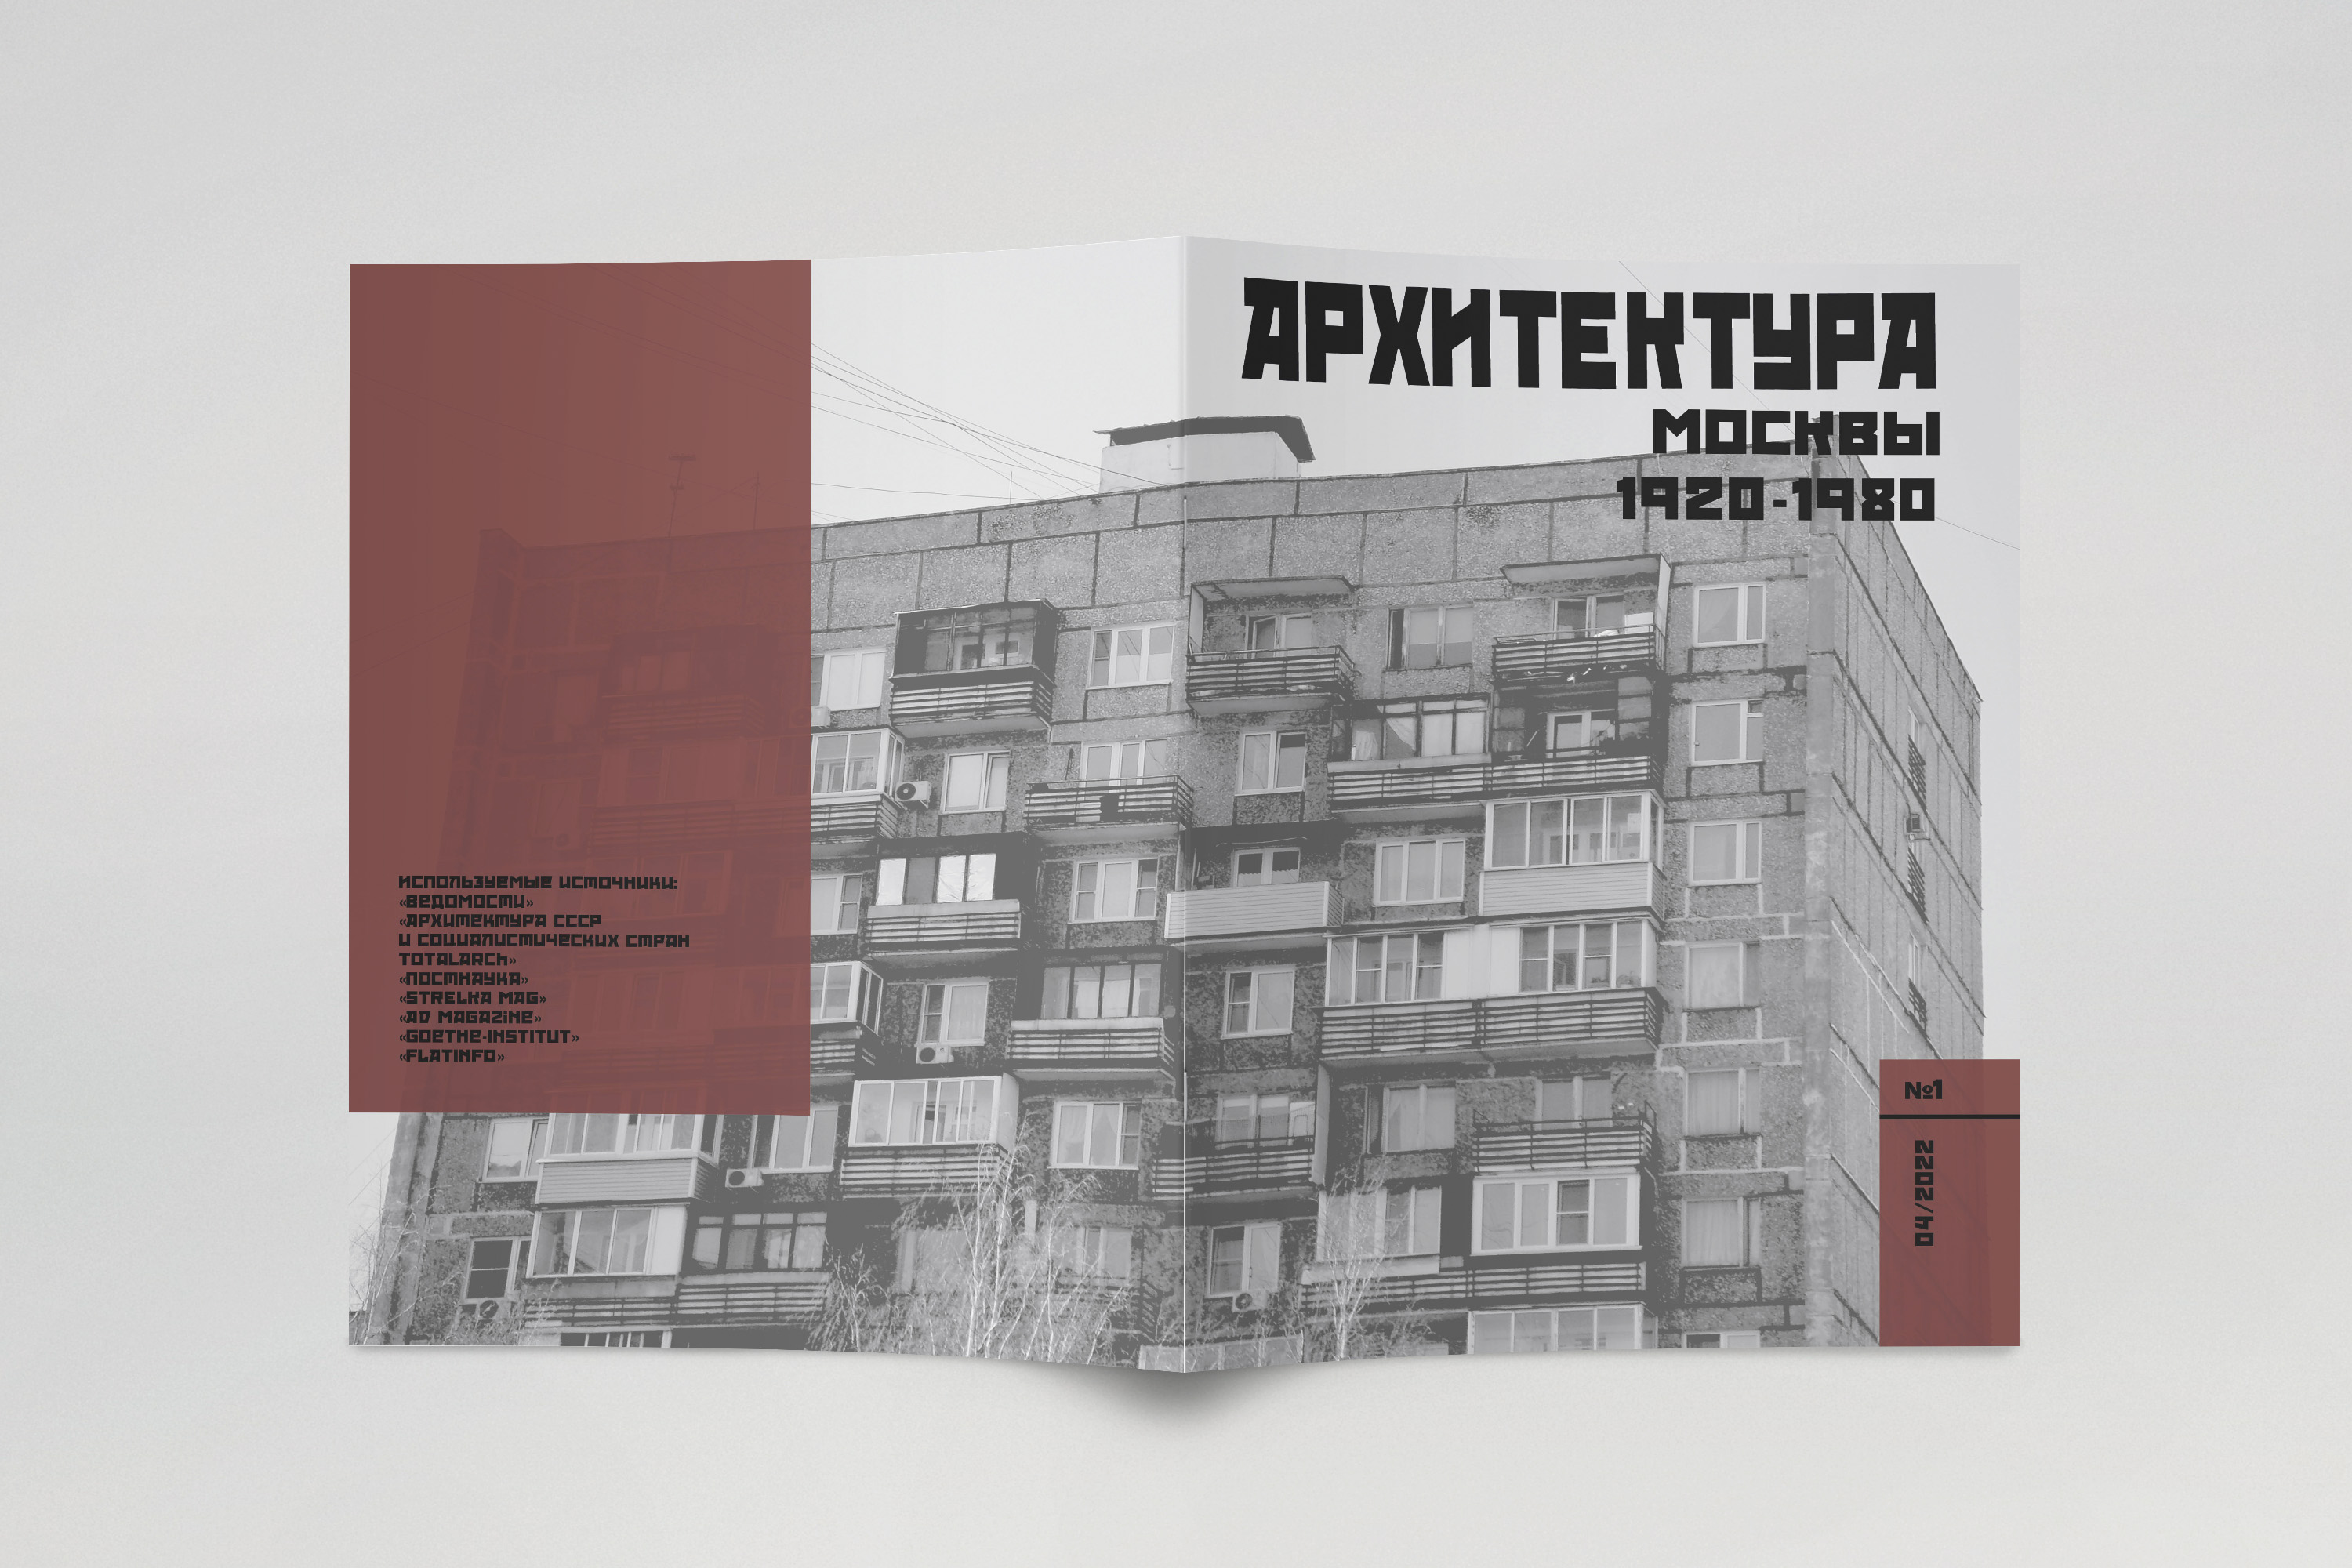 АРХИТЕКТУРА
МОСКВЫ
1920-1980
ИСПОЛЬЗУЕМЫЕ ИСТОЧНИКИ:
«ВЕДОМОСТИ»
«АРХИТЕКТУРА СССР
И СОЦИАЛИСТИЧЕСКИХ СТРАН
TOTALARCH»
«ПОСТНАУКА»
«STRELKA MAG»
«AD MAGAZINE»
«GOETHE-INSTITUT»
«FLATINFO»
№1
04/2022